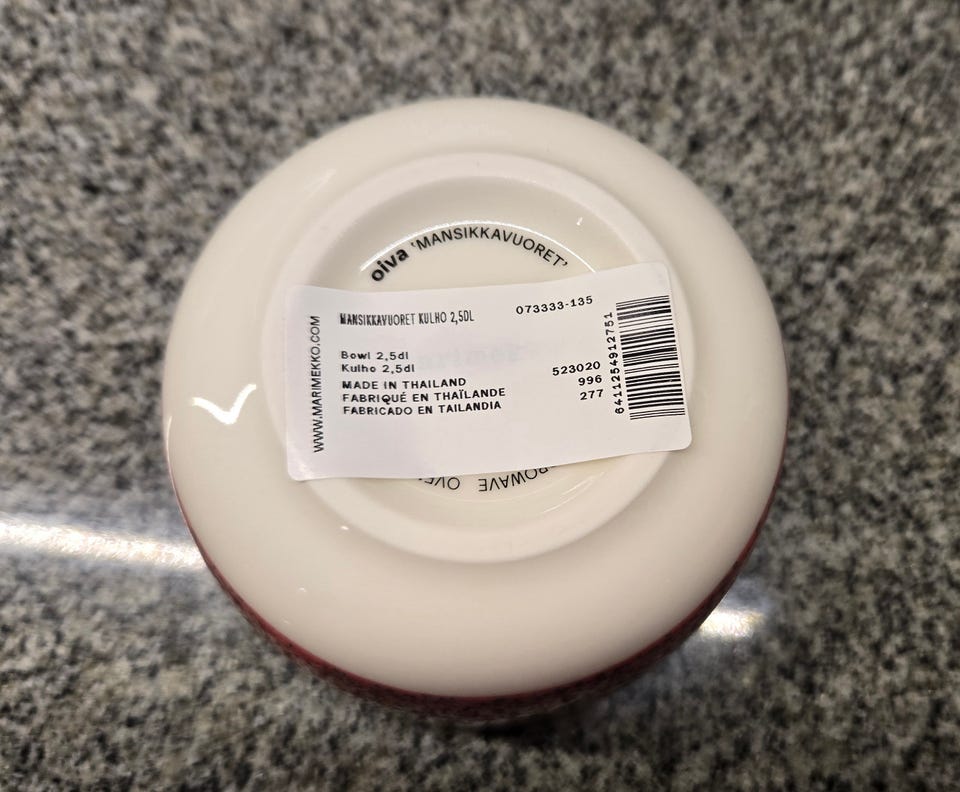 oiva 'MANSIKKAVUORET'
WWW.MARIMEKKO.COM
MANSIKKAVUORET KULHO 2,5DL
073333-135
Bowl 2,5dl
Kulho 2,5dl
MADE IN THAILAND
FABRIQUÉ EN THAÏLANDE
FABRICADO EN TAILANDIA
523020
996
277
6411254912751